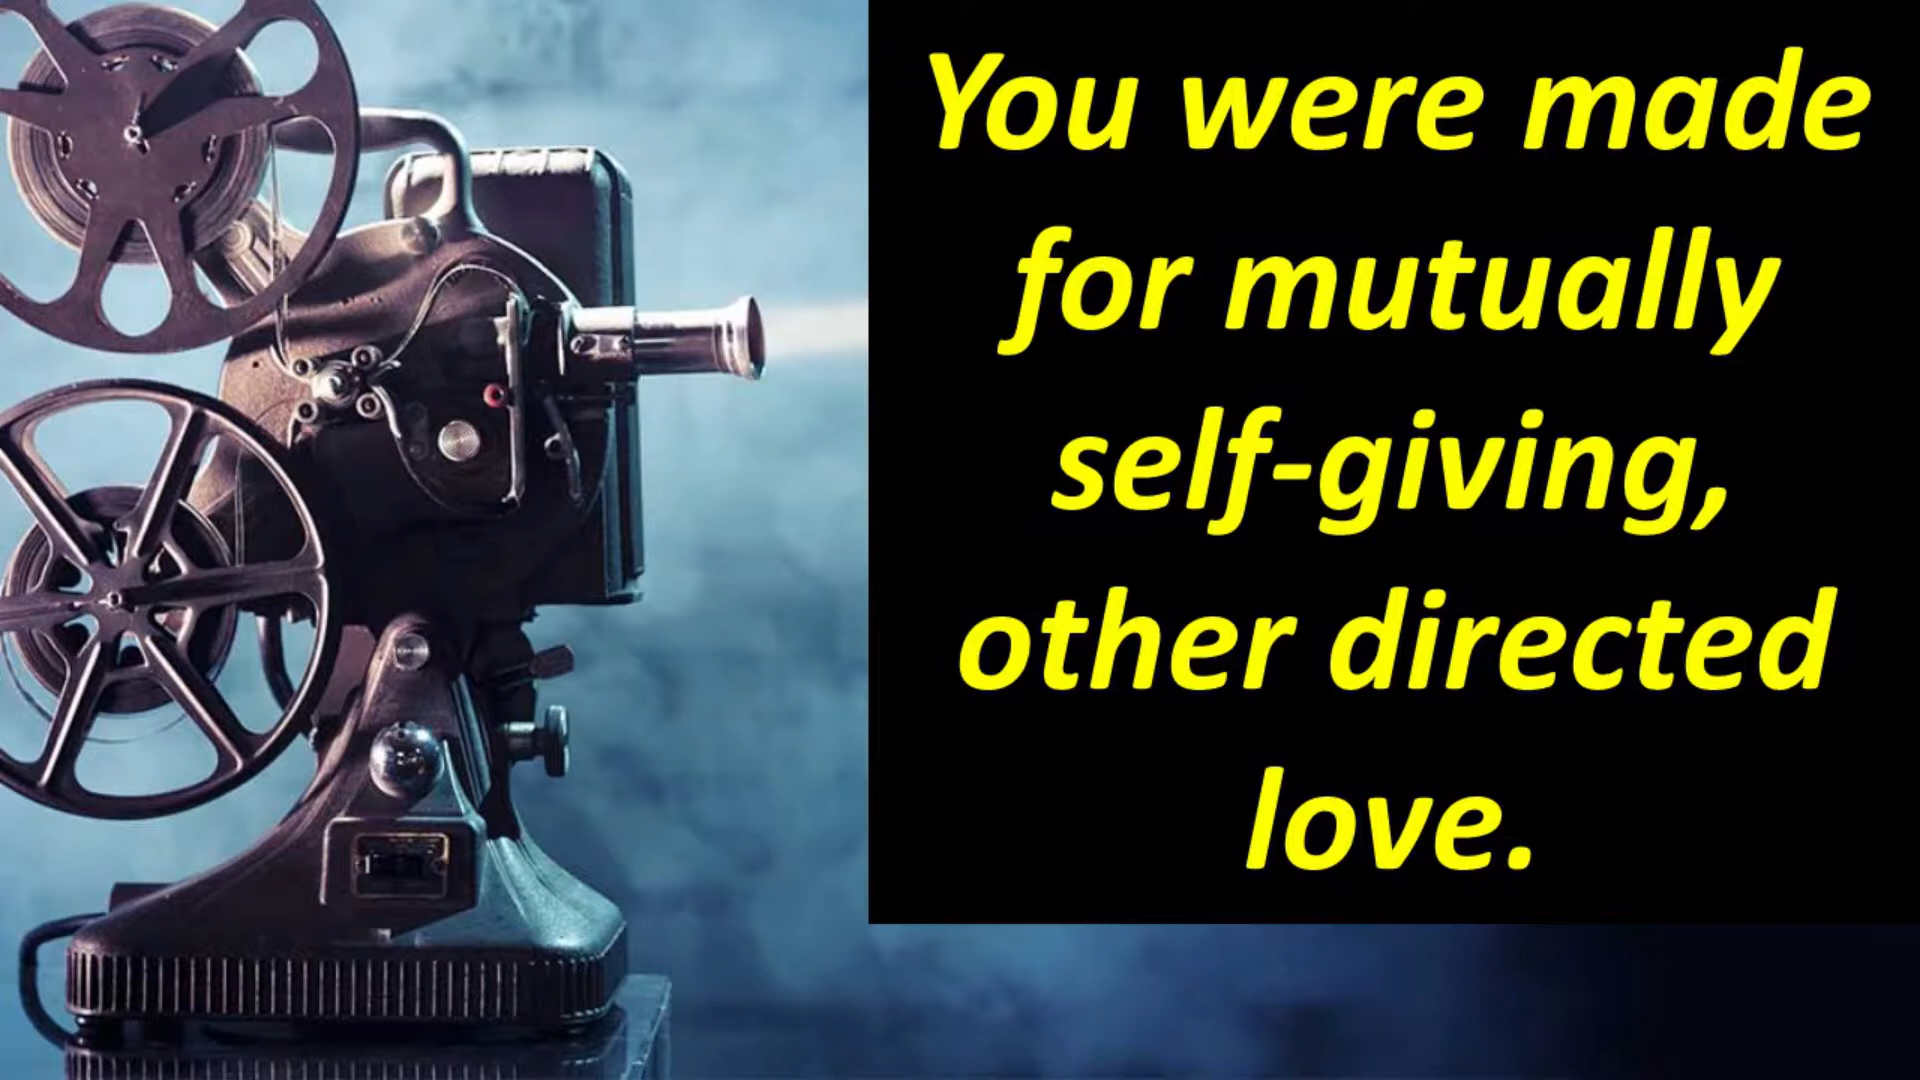 You were made
for mutually
self-giving,
other directed
love.